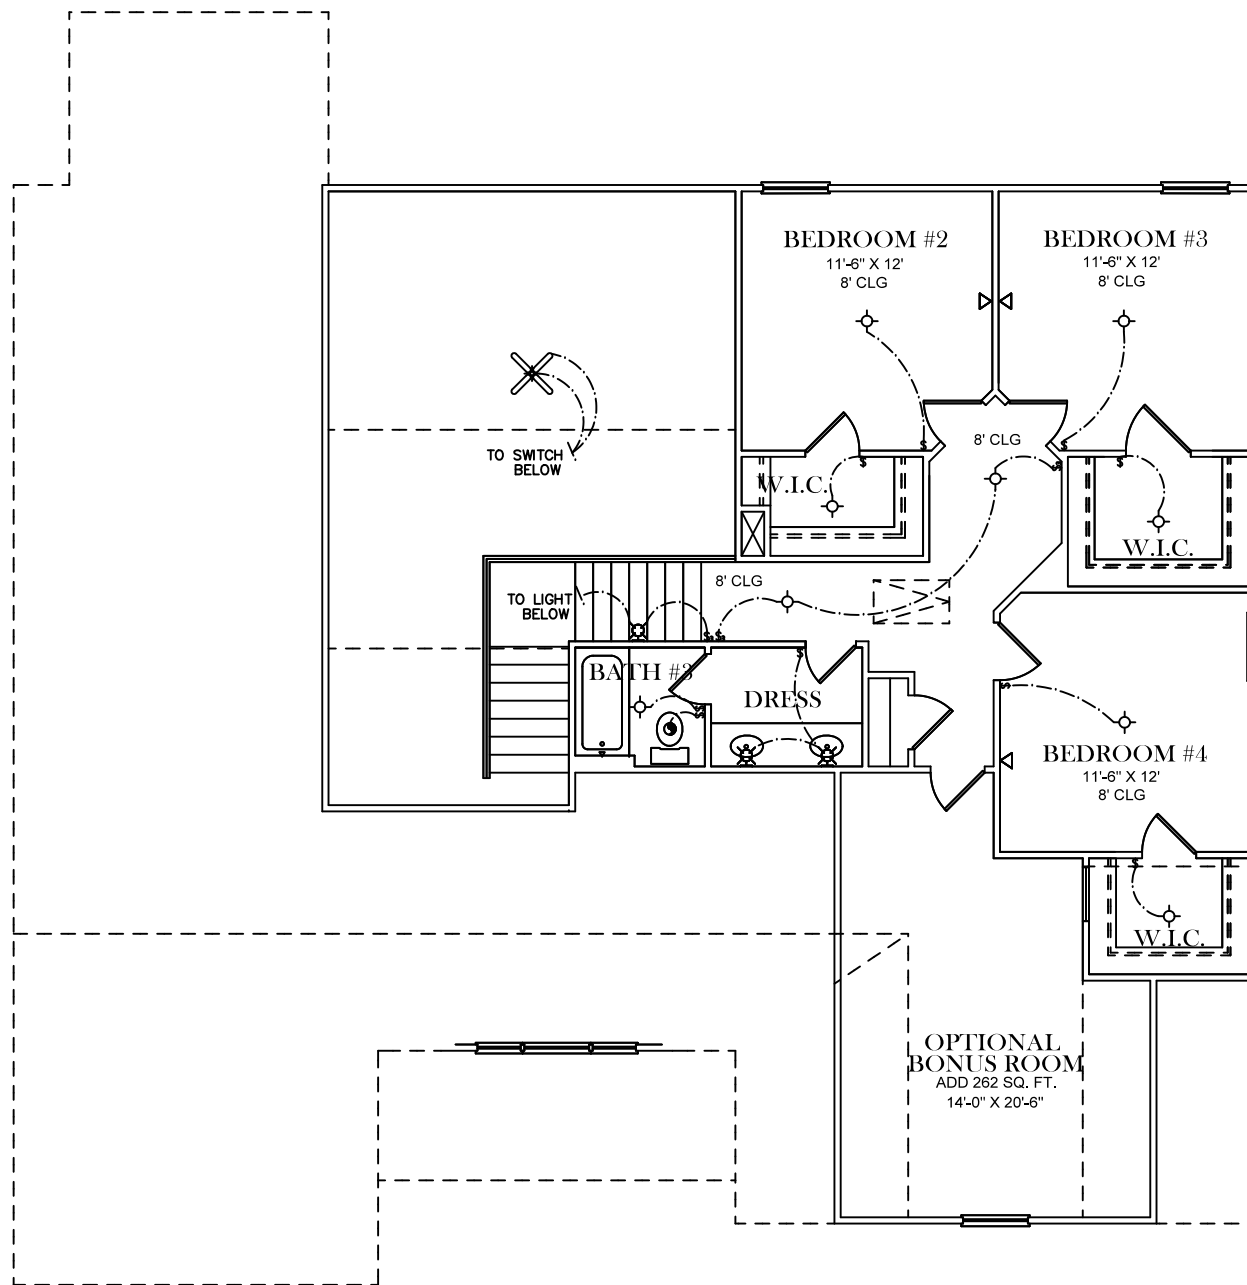 BEDROOM #2
11'-6" X 12'
8' CLG
BEDROOM #3
11'-6" X 12'
8' CLG
8' CLG
TO SWITCH
BELOW
W.I.C.
W.I.C.
8' CLG
TO LIGHT
BELOW
BATH #3
DRESS
BEDROOM #4
11'-6" X 12'
8' CLG
W.I.C.
OPTIONAL
BONUS ROOM
ADD 262 SQ. FT.
14'-0" X 20'-6"